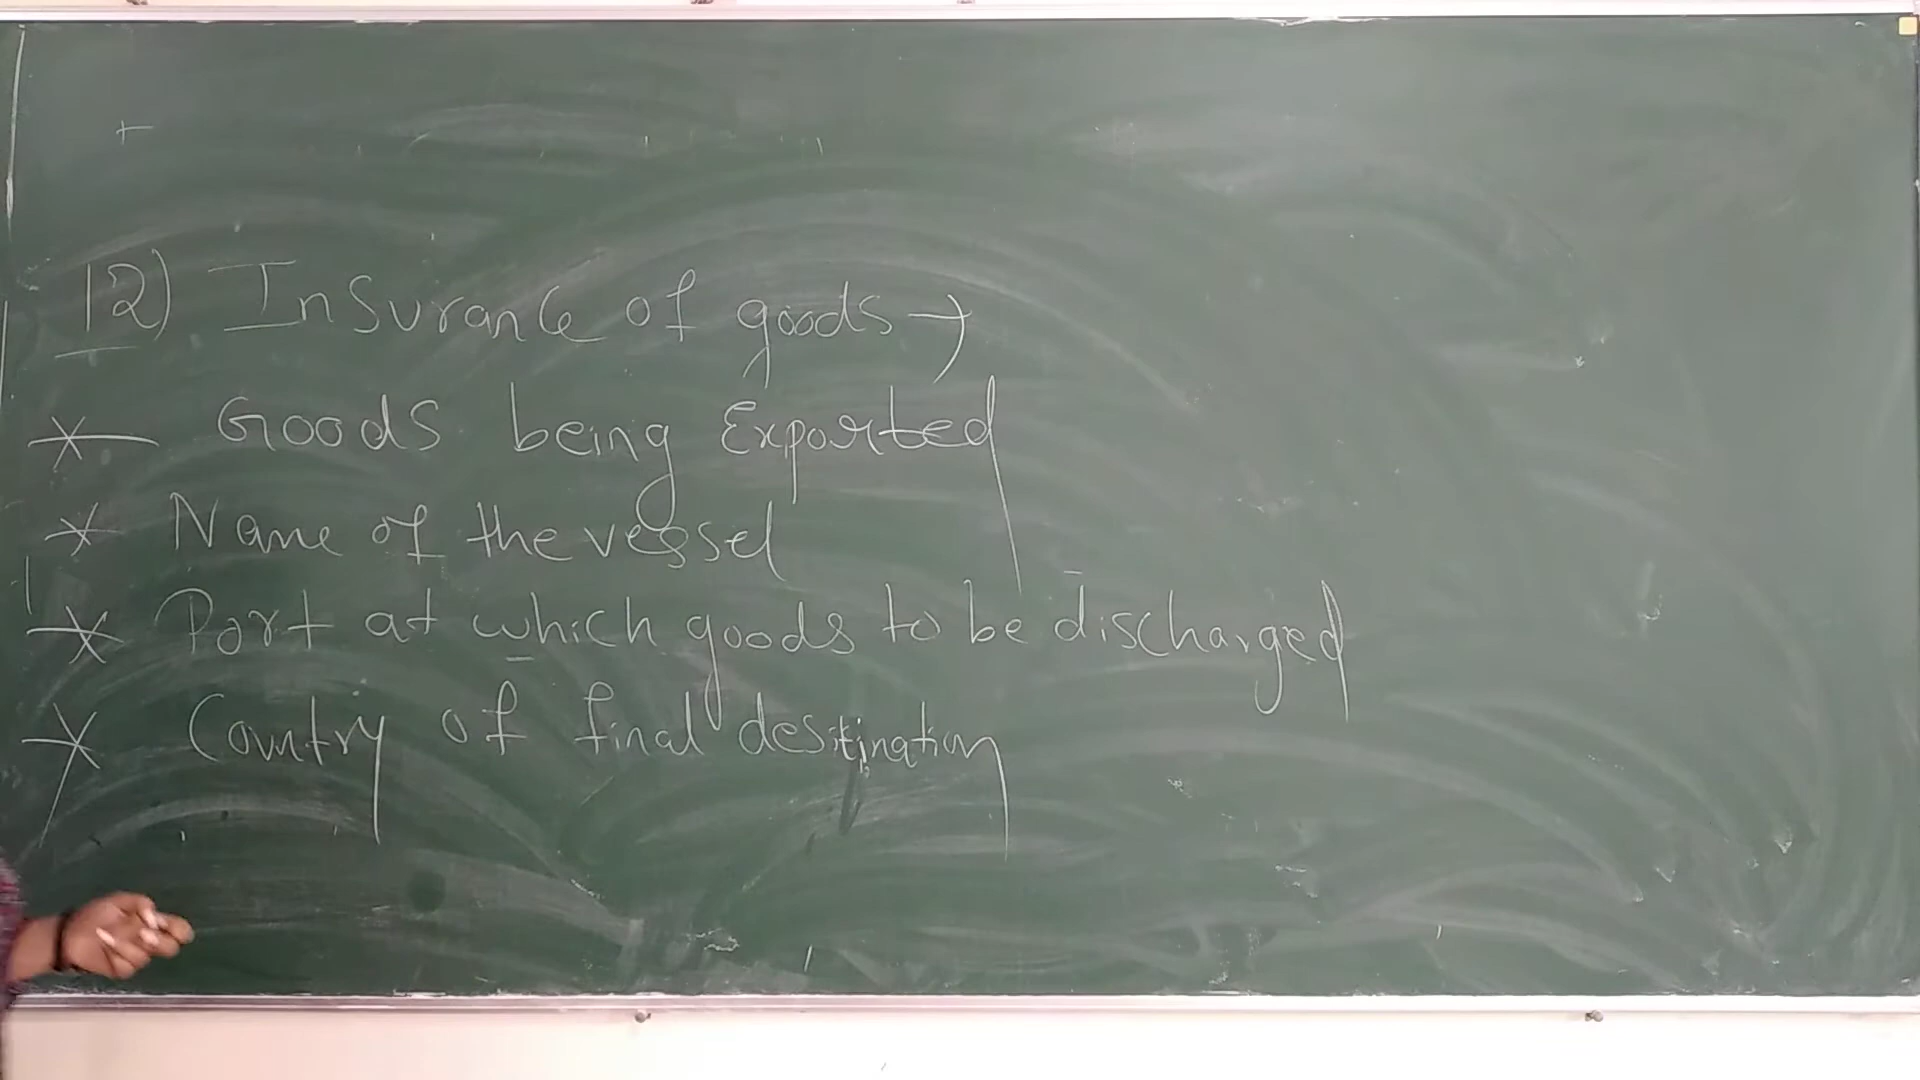 12) Insurance of goods →
* Goods being Exported
* Name of the vessel
* Port at which goods to be discharged
* Country of final desitination